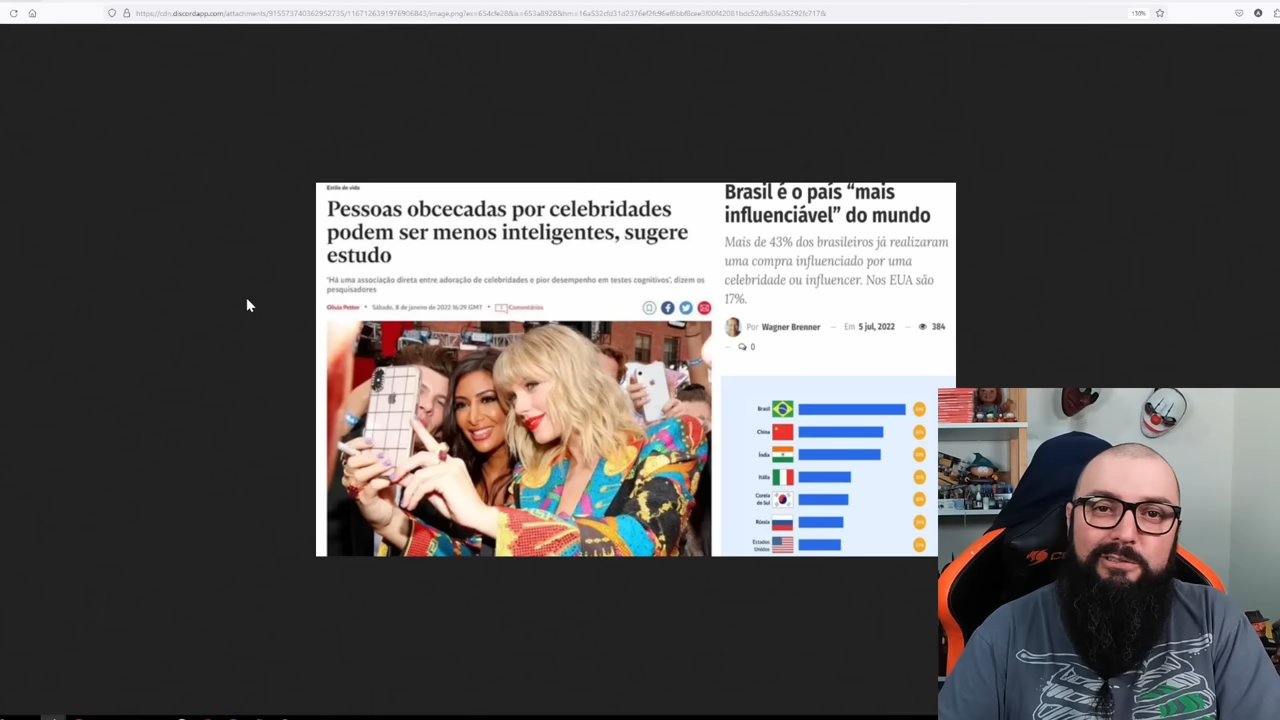 130%
Estilo de vida
Pessoas obcecadas por celebridades
podem ser menos inteligentes, sugere
estudo
'Há uma associação direta entre adoração de celebridades e pior desempenho em testes cognitivos', dizem os
pesquisadores
Olivia Petter • Sábado, 8 de janeiro de 2022 16:29 GMT • Comentários
Brasil é o país “mais
influenciável” do mundo
Mais de 43% dos brasileiros já realizaram
uma compra influenciado por uma
celebridade ou influencer. Nos EUA são
17%.
Por Wagner Brenner — Em 5 jul, 2022 — 384
— 0
Brasil
China
Índia
Itália
Coreia
do Sul
Rússia
Estados
Unidos